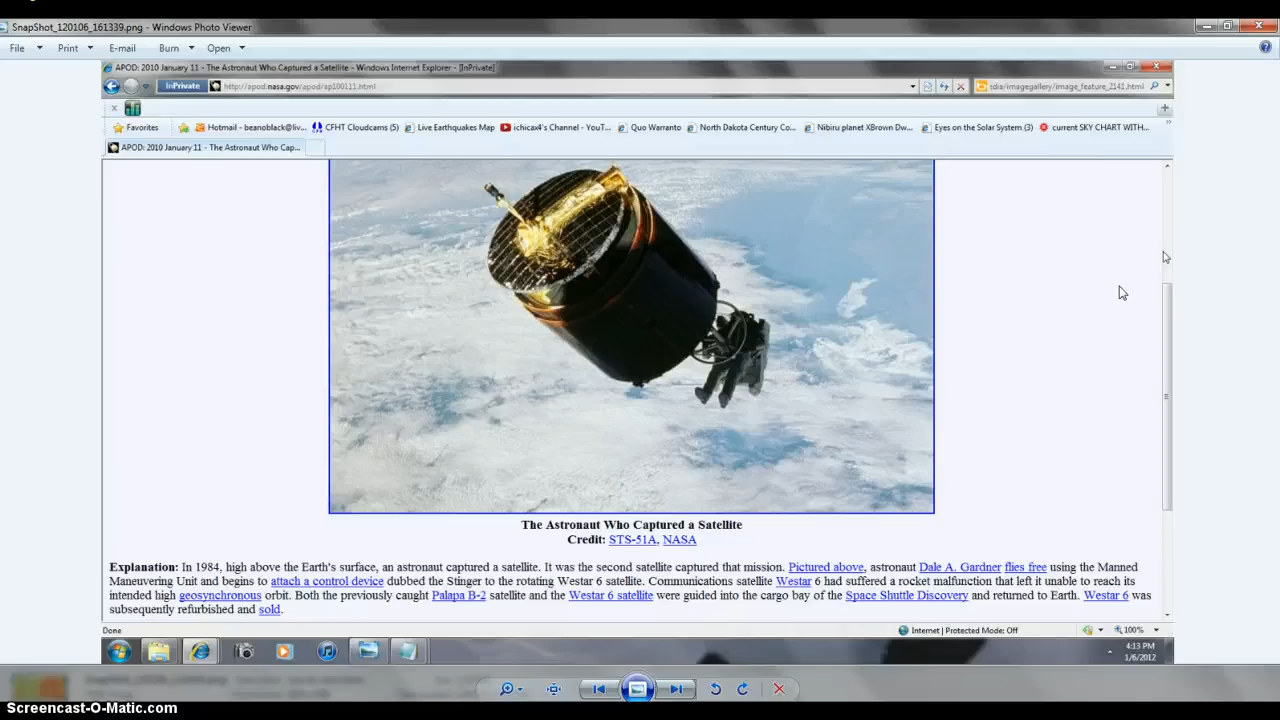 SnapShot_120106_161339.png - Windows Photo Viewer
File Print E-mail Burn Open
APOD: 2010 January 11 - The Astronaut Who Captured a Satellite - Windows Internet Explorer - [InPrivate]
InPrivate http://apod.nasa.gov/apod/ap100111.html sdia/imagegallery/image_feature_2141.html
Favorites Hotmail - beanoblack@liv... CFHT Cloudcams (5) Live Earthquakes Map ichicax4's Channel - YouT... Quo Warranto North Dakota Century Co... Nibiru planet XBrown Dw... Eyes on the Solar System (3) current SKY CHART WITH...
APOD: 2010 January 11 - The Astronaut Who Cap...
The Astronaut Who Captured a Satellite
Credit: STS-51A, NASA
Explanation: In 1984, high above the Earth's surface, an astronaut captured a satellite. It was the second satellite captured that mission. Pictured above, astronaut Dale A. Gardner flies free using the Manned
Maneuvering Unit and begins to attach a control device dubbed the Stinger to the rotating Westar 6 satellite. Communications satellite Westar 6 had suffered a rocket malfunction that left it unable to reach its
intended high geosynchronous orbit. Both the previously caught Palapa B-2 satellite and the Westar 6 satellite were guided into the cargo bay of the Space Shuttle Discovery and returned to Earth. Westar 6 was
subsequently refurbished and sold.
Done Internet | Protected Mode: Off 100%
4:13 PM
1/6/2012
Screencast-O-Matic.com